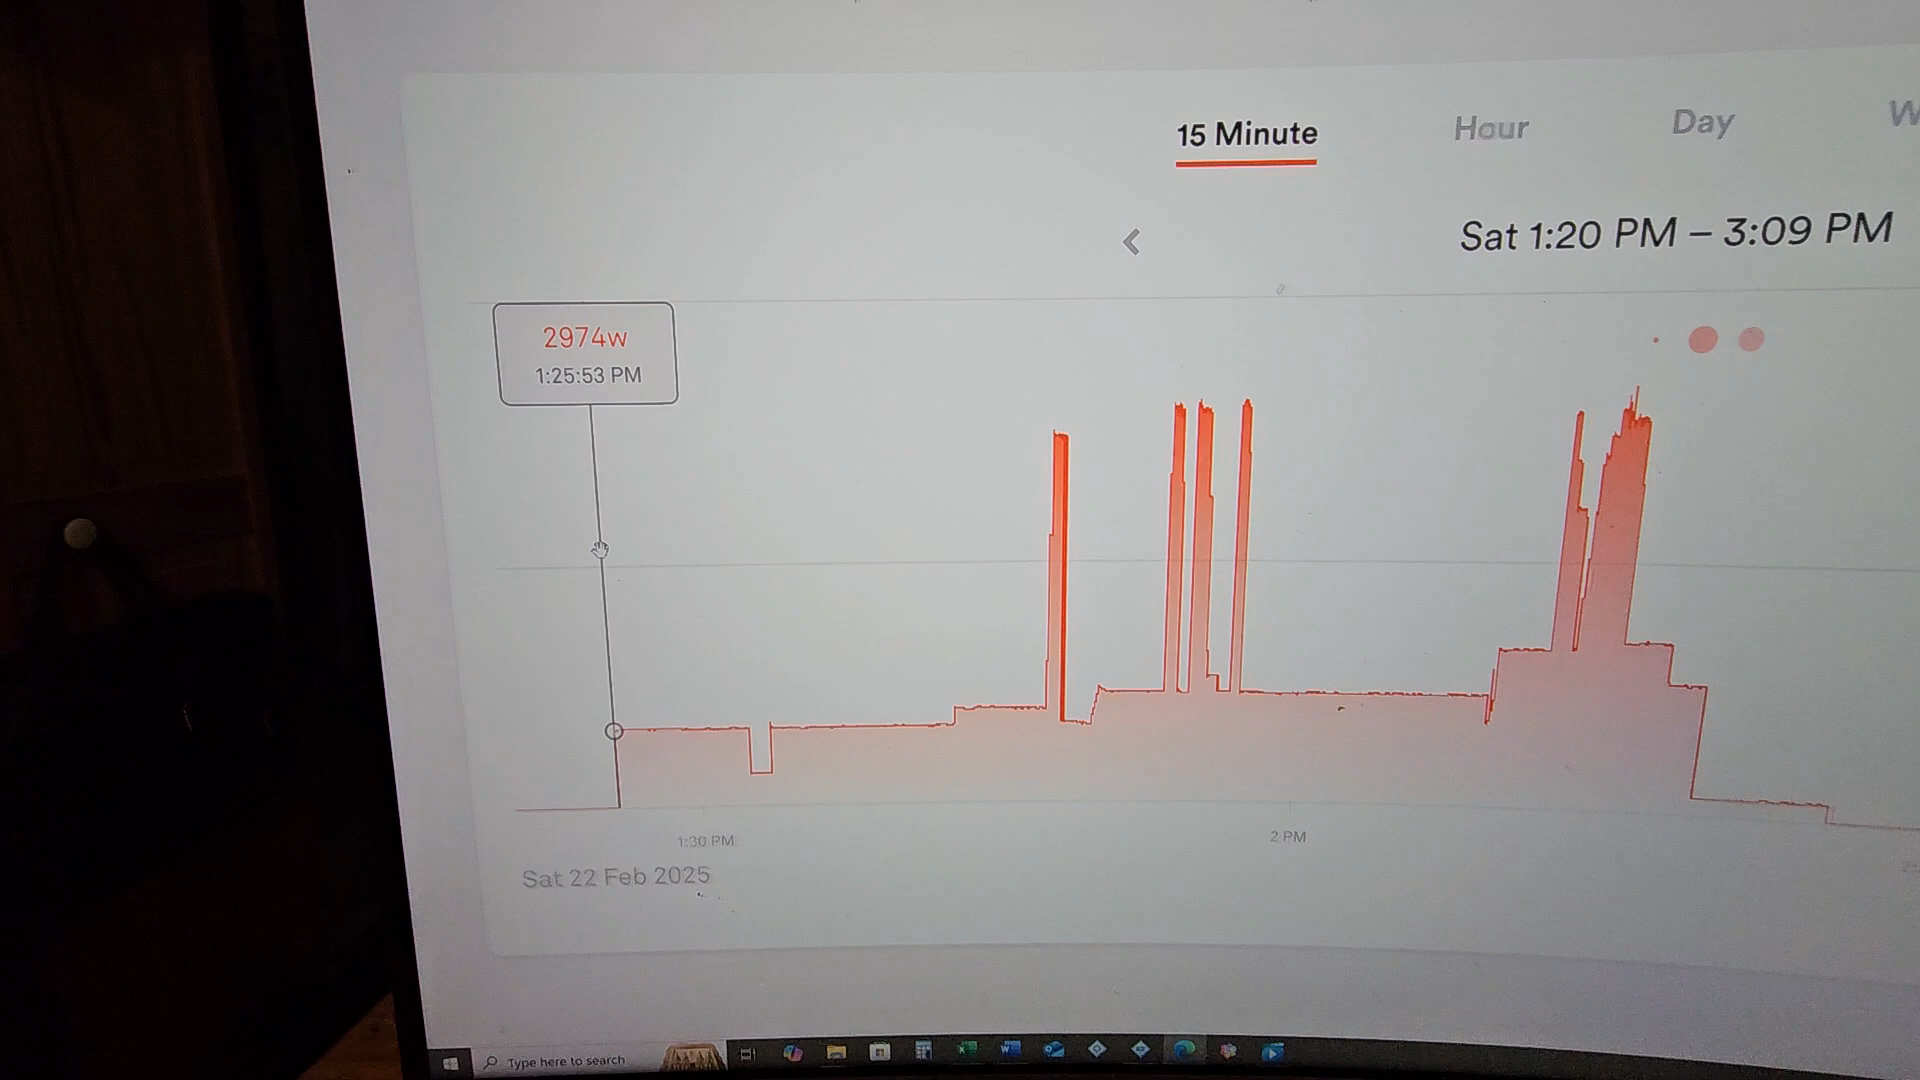 15 Minute
Hour
Day
W
Sat 1:20 PM – 3:09 PM
2974w
1:25:53 PM
1:30 PM
2 PM
Sat 22 Feb 2025
Type here to search